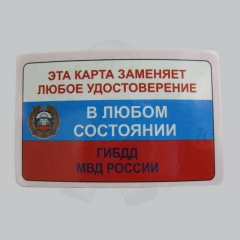 ЭТА КАРТА ЗАМЕНЯЕТ
ЛЮБОЕ УДОСТОВЕРЕНИЕ
В ЛЮБОМ
СОСТОЯНИИ
ГИБДД
МВД РОССИИ